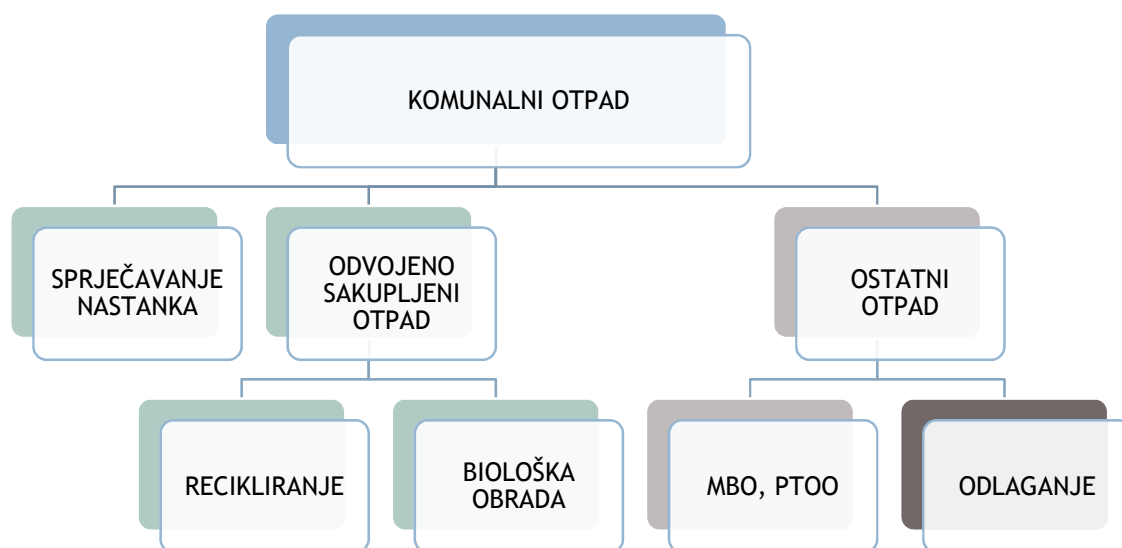 KOMUNALNI OTPAD
SPRJEČAVANJE
NASTANKA
ODVOJENO
SAKUPLJENI
OTPAD
OSTATNI
OTPAD
RECIKLIRANJE
BIOLOŠKA
OBRADA
MBO, PTOO
ODLAGANJE